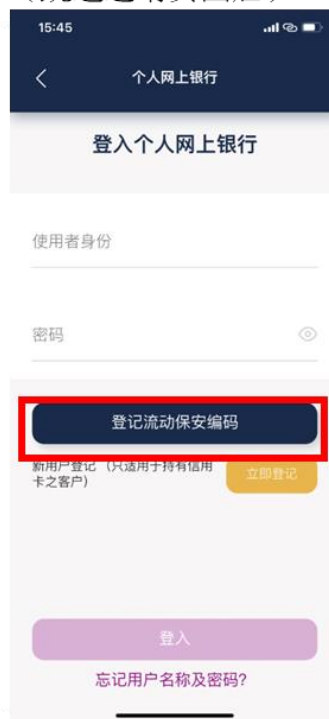 15:45
个人网上银行
登入个人网上银行
使用者身份
密码
登记流动保安编码
新用户登记（只适用于持有信用
卡之客户）
立即登记
登入
忘记用户名称及密码?